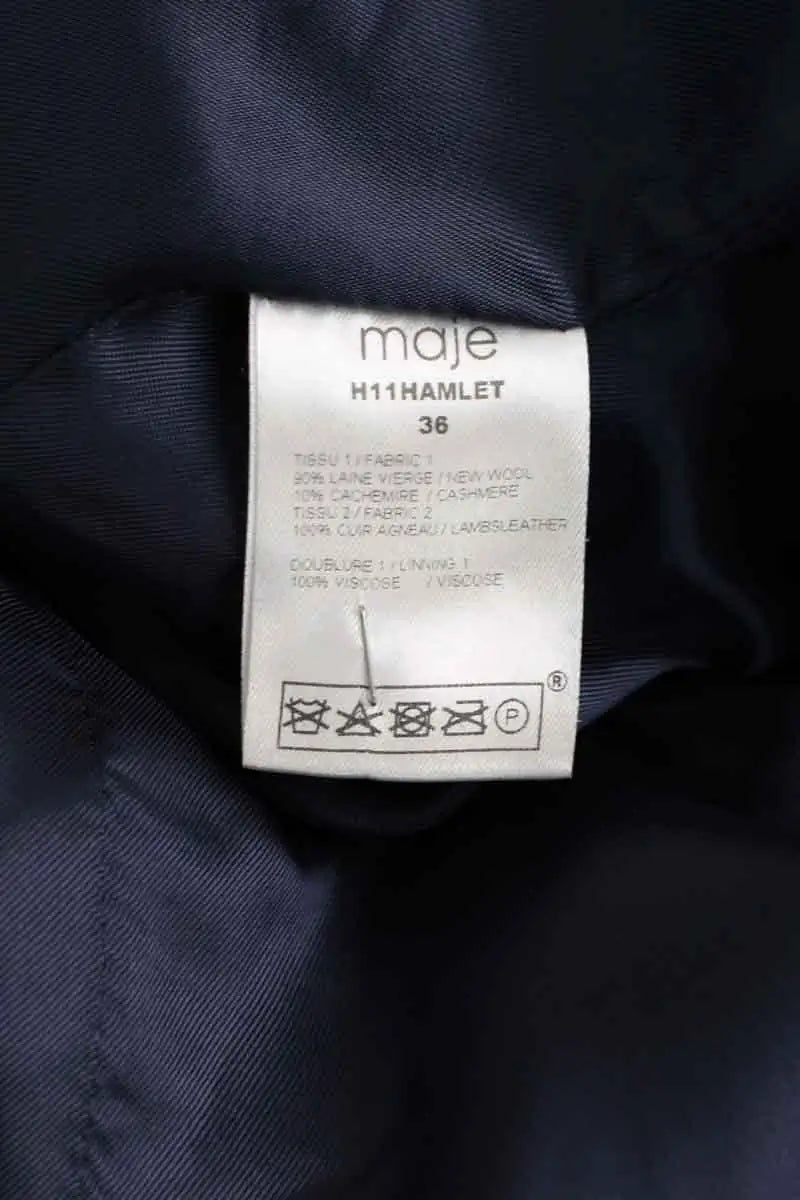 maje
H11HAMLET
36
TISSU 1 / FABRIC 1
90% LAINE VIERGE / NEW WOOL
10% CACHEMIRE / CASHMERE
TISSU 2 / FABRIC 2
100% CUIR AGNEAU / LAMBSLEATHER
DOUBLURE 1 / LINNING 1
100% VISCOSE / VISCOSE
®
P